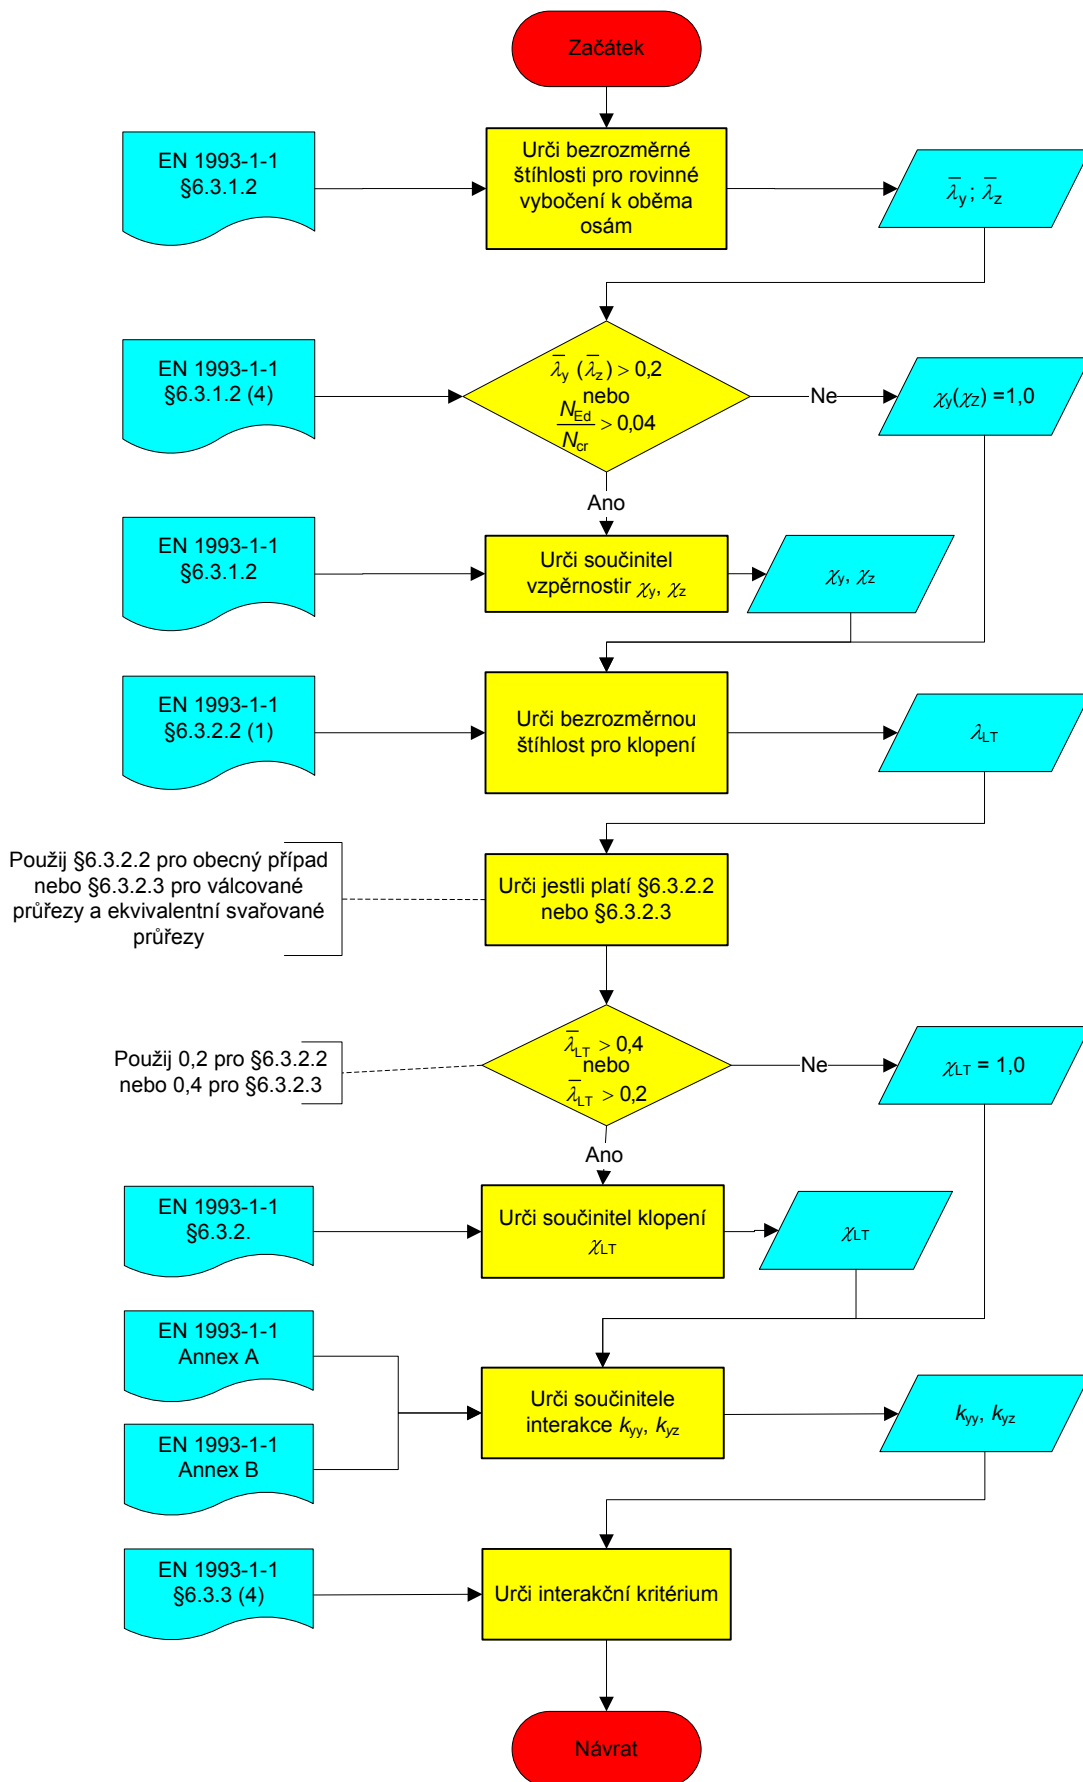 Začátek
EN 1993-1-1
§6.3.1.2
Urči bezrozměrné
štíhlosti pro rovinné
vybočení k oběma
osám
λ̅y ; λ̅z
EN 1993-1-1
§6.3.1.2 (4)
λ̅y (λ̅z) > 0,2
nebo
NEd
Ncr
> 0,04
Ne
χy(χz) =1,0
Ano
EN 1993-1-1
§6.3.1.2
Urči součinitel
vzpěrnostir χy, χz
χy, χz
EN 1993-1-1
§6.3.2.2 (1)
Urči bezrozměrnou
štíhlost pro klopení
λLT
Použij §6.3.2.2 pro obecný případ
nebo §6.3.2.3 pro válcované
průřezy a ekvivalentní svařované
průřezy
Urči jestli platí §6.3.2.2
nebo §6.3.2.3
Použij 0,2 pro §6.3.2.2
nebo 0,4 pro §6.3.2.3
λ̅LT > 0,4
nebo
λ̅LT > 0,2
Ne
χLT = 1,0
Ano
EN 1993-1-1
§6.3.2.
Urči součinitel klopení
χLT
χLT
EN 1993-1-1
Annex A
EN 1993-1-1
Annex B
Urči součinitele
interakce kyy, kyz
kyy, kyz
EN 1993-1-1
§6.3.3 (4)
Urči interakční kritérium
Návrat